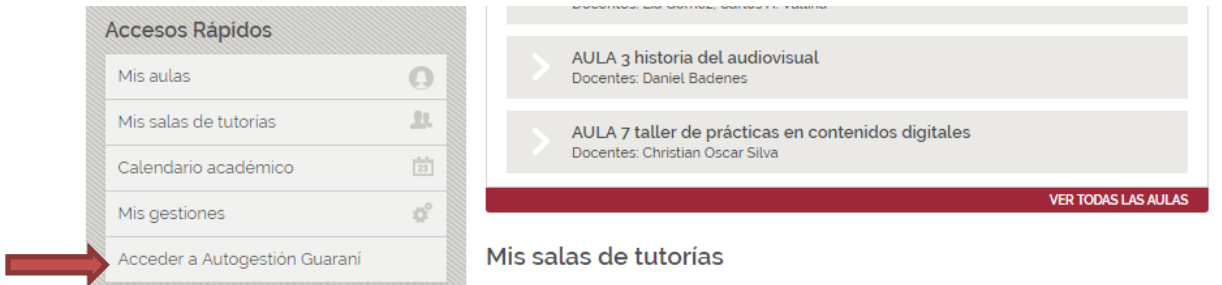 Accesos Rápidos
Mis aulas
Mis salas de tutorias
Calendario académico
23
Mis gestiones
Acceder a Autogestión Guaraní
AULA 3 historia del audiovisual
Docentes: Daniel Badenes
AULA 7 taller de prácticas en contenidos digitales
Docentes: Christian Oscar Silva
VER TODAS LAS AULAS
Mis salas de tutorías